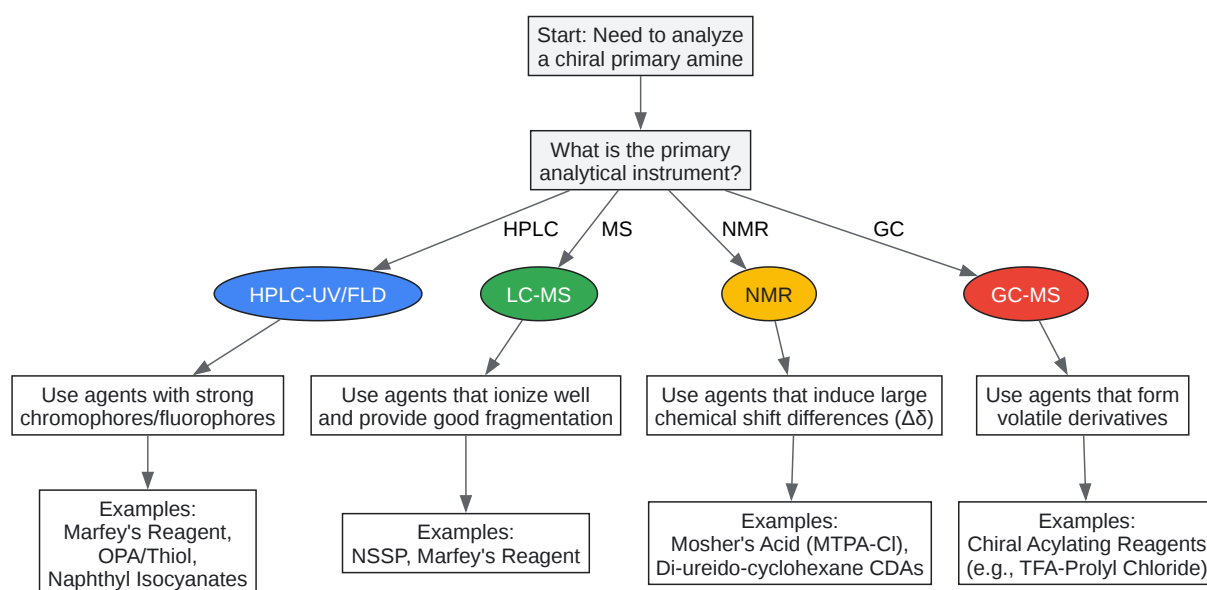 Start: Need to analyze
a chiral primary amine
What is the primary
analytical instrument?
HPLC
MS
NMR
GC
HPLC-UV/FLD
LC-MS
NMR
GC-MS
Use agents with strong
chromophores/fluorophores
Use agents that ionize well
and provide good fragmentation
Use agents that induce large
chemical shift differences (Δδ)
Use agents that form
volatile derivatives
Examples:
Marfey's Reagent,
OPA/Thiol,
Naphthyl Isocyanates
Examples:
NSSP, Marfey's Reagent
Examples:
Mosher's Acid (MTPA-Cl),
Di-ureido-cyclohexane CDAs
Examples:
Chiral Acylating Reagents
(e.g., TFA-Prolyl Chloride)